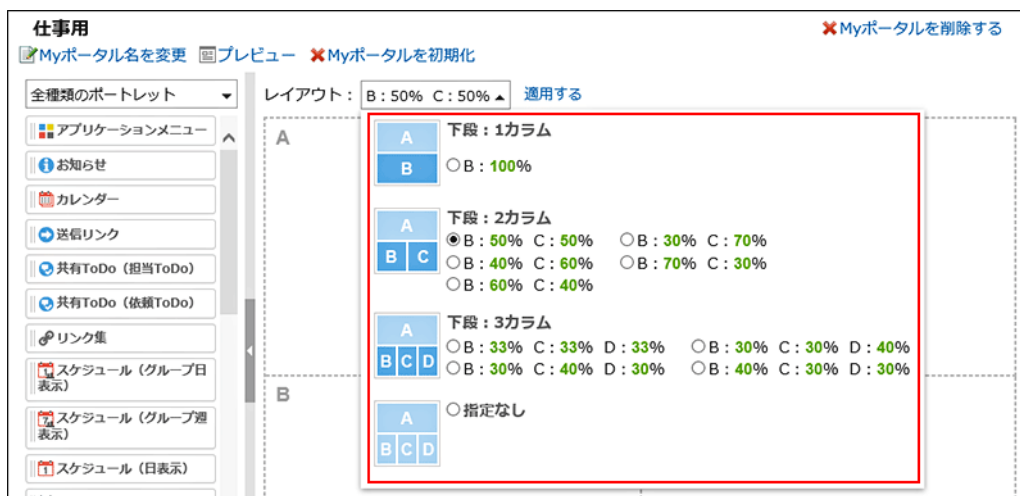 仕事用
Myポータルを削除する
Myポータル名を変更 プレビュー Myポータルを初期化
全種類のポートレット
レイアウト： B：50% C：50% 適用する
アプリケーションメニュー
お知らせ
カレンダー
送信リンク
共有ToDo（担当ToDo）
共有ToDo（依頼ToDo）
リンク集
スケジュール（グループ日
表示）
スケジュール（グループ週
表示）
スケジュール（日表示）
A
B
A
B
下段：1カラム
B：100%
A
B C
下段：2カラム
B：50% C：50% B：30% C：70%
B：40% C：60% B：70% C：30%
B：60% C：40%
A
B C D
下段：3カラム
B：33% C：33% D：33% B：30% C：30% D：40%
B：30% C：40% D：30% B：40% C：30% D：30%
A
B C D
指定なし